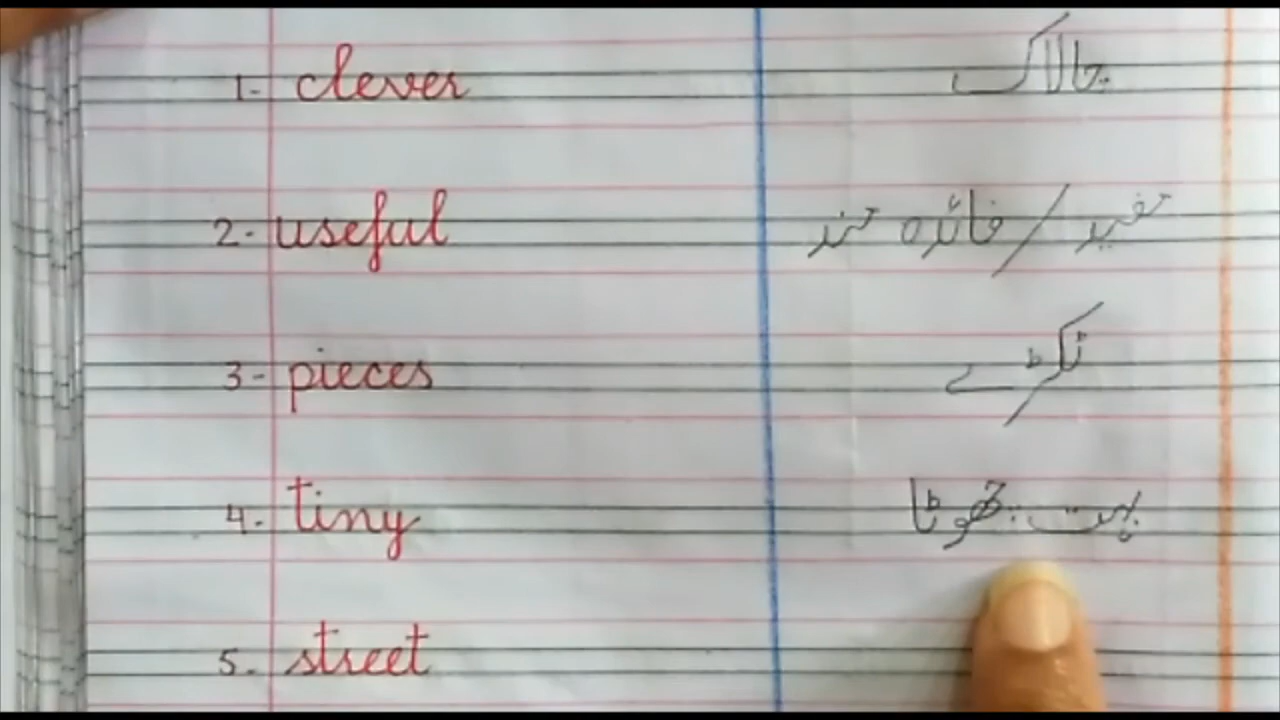 1- clever چالاک
2- useful مفید / فائدہ مند
3- pieces ٹکڑے
4- tiny بہت چھوٹا
5- street